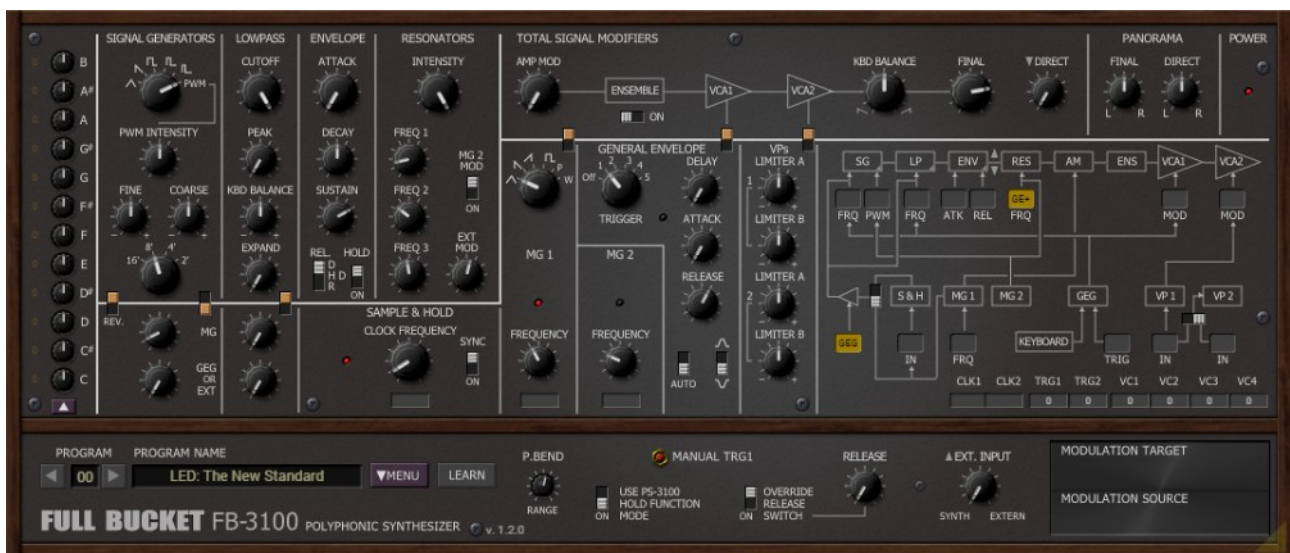 SIGNAL GENERATORS
LOWPASS
ENVELOPE
RESONATORS
TOTAL SIGNAL MODIFIERS
PANORAMA
POWER
B
A#
A
G#
G
F#
F
E
D#
D
C#
C
PWM
PWM INTENSITY
FINE
COARSE
16'
8'
4'
2'
REV.
MG
GEG
OR
EXT
CUTOFF
PEAK
KBD BALANCE
EXPAND
ATTACK
DECAY
SUSTAIN
REL.
HOLD
D
H
R
D
ON
INTENSITY
FREQ 1
FREQ 2
FREQ 3
MG 2
MOD
ON
EXT
MOD
SAMPLE & HOLD
CLOCK FREQUENCY
SYNC
ON
AMP MOD
ENSEMBLE
ON
VCA1
VCA2
KBD BALANCE
FINAL
▼DIRECT
FINAL
DIRECT
L
R
L
R
P
W
MG 1
FREQUENCY
GENERAL ENVELOPE
Off
1
2
3
4
5
TRIGGER
MG 2
FREQUENCY
DELAY
ATTACK
RELEASE
AUTO
VPs
1
LIMITER A
LIMITER B
2
LIMITER A
LIMITER B
SG
LP
ENV
RES
AM
ENS
VCA1
VCA2
GE+
FRQ
PWM
FRQ
ATK
REL
FRQ
MOD
MOD
S & H
MG 1
MG 2
GEG
VP 1
VP 2
GEG
KEYBOARD
IN
FRQ
TRIG
IN
IN
CLK1
CLK2
TRG1
TRG2
VC1
VC2
VC3
VC4
0
0
0
0
0
0
PROGRAM
PROGRAM NAME
00
LED: The New Standard
▼MENU
LEARN
FULL BUCKET FB-3100 POLYPHONIC SYNTHESIZER v. 1.2.0
P.BEND
RANGE
MANUAL TRG1
USE PS-3100
HOLD FUNCTION
ON MODE
OVERRIDE
RELEASE
ON SWITCH
RELEASE
▲EXT. INPUT
SYNTH
EXTERN
MODULATION TARGET
MODULATION SOURCE